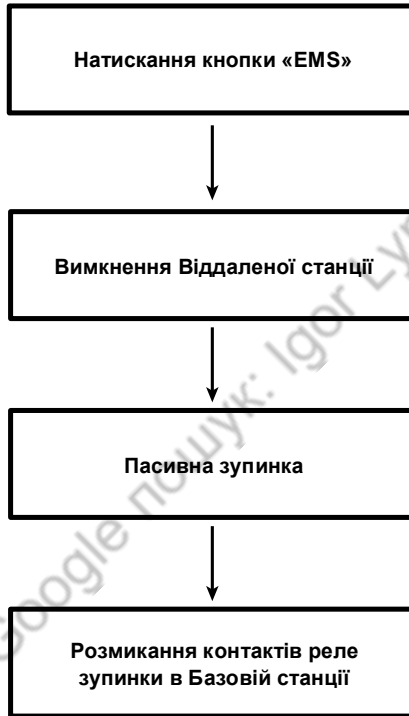 Натискання кнопки «EMS»
Вимкнення Віддаленої станції
Пасивна зупинка
Розмикання контактів реле
зупинки в Базовій станції
Google пошук: Igor